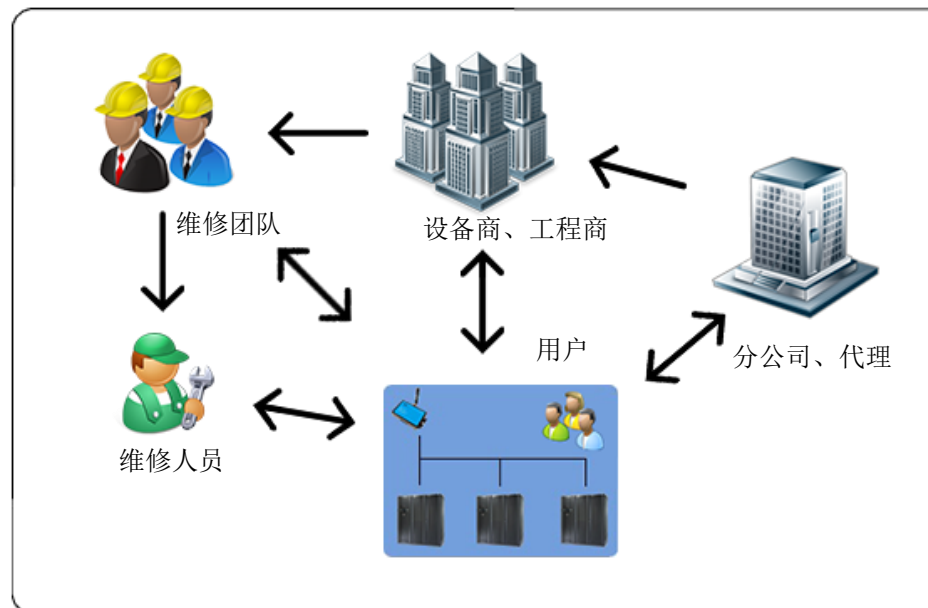 维修团队
设备商、工程商
用户
分公司、代理
维修人员